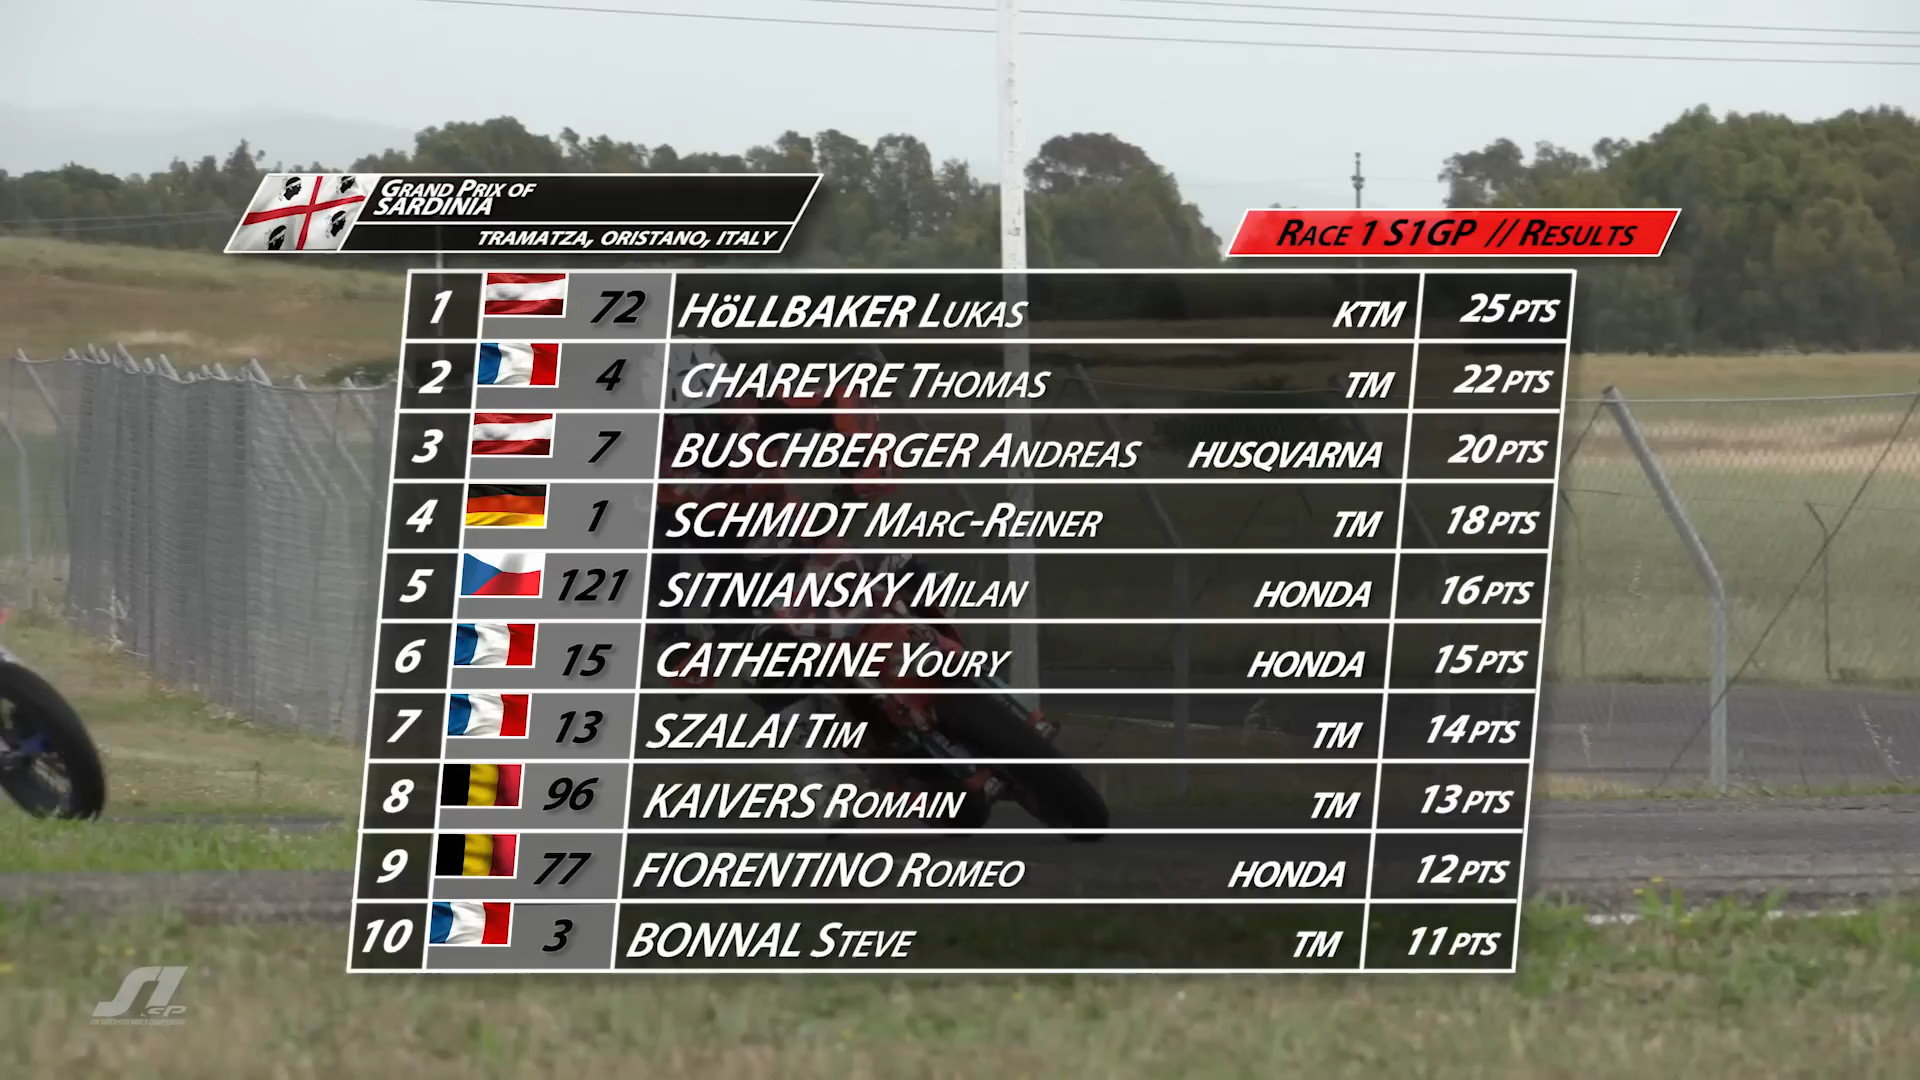 GRAND PRIX OF
SARDINIA
TRAMATZA, ORISTANO, ITALY
RACE 1 S1GP // RESULTS
1 72 HöLLBAKER LUKAS KTM 25 PTS
2 4 CHAREYRE THOMAS TM 22 PTS
3 7 BUSCHBERGER ANDREAS HUSQVARNA 20 PTS
4 1 SCHMIDT MARC-REINER TM 18 PTS
5 121 SITNIANSKY MILAN HONDA 16 PTS
6 15 CATHERINE YOURY HONDA 15 PTS
7 13 SZALAI TIM TM 14 PTS
8 96 KAIVERS ROMAIN TM 13 PTS
9 77 FIORENTINO ROMEO HONDA 12 PTS
10 3 BONNAL STEVE TM 11 PTS
S1GP